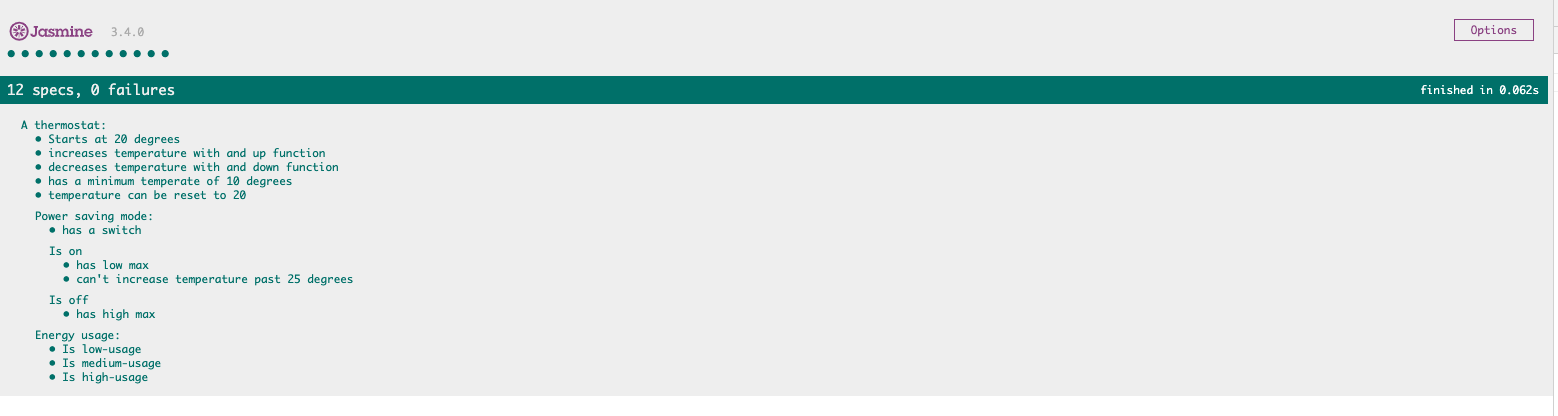 Jasmine 3.4.0
Options
12 specs, 0 failures
finished in 0.062s
A thermostat:
• Starts at 20 degrees
• increases temperature with and up function
• decreases temperature with and down function
• has a minimum temperate of 10 degrees
• temperature can be reset to 20
Power saving mode:
• has a switch
Is on
• has low max
• can't increase temperature past 25 degrees
Is off
• has high max
Energy usage:
• Is low-usage
• Is medium-usage
• Is high-usage